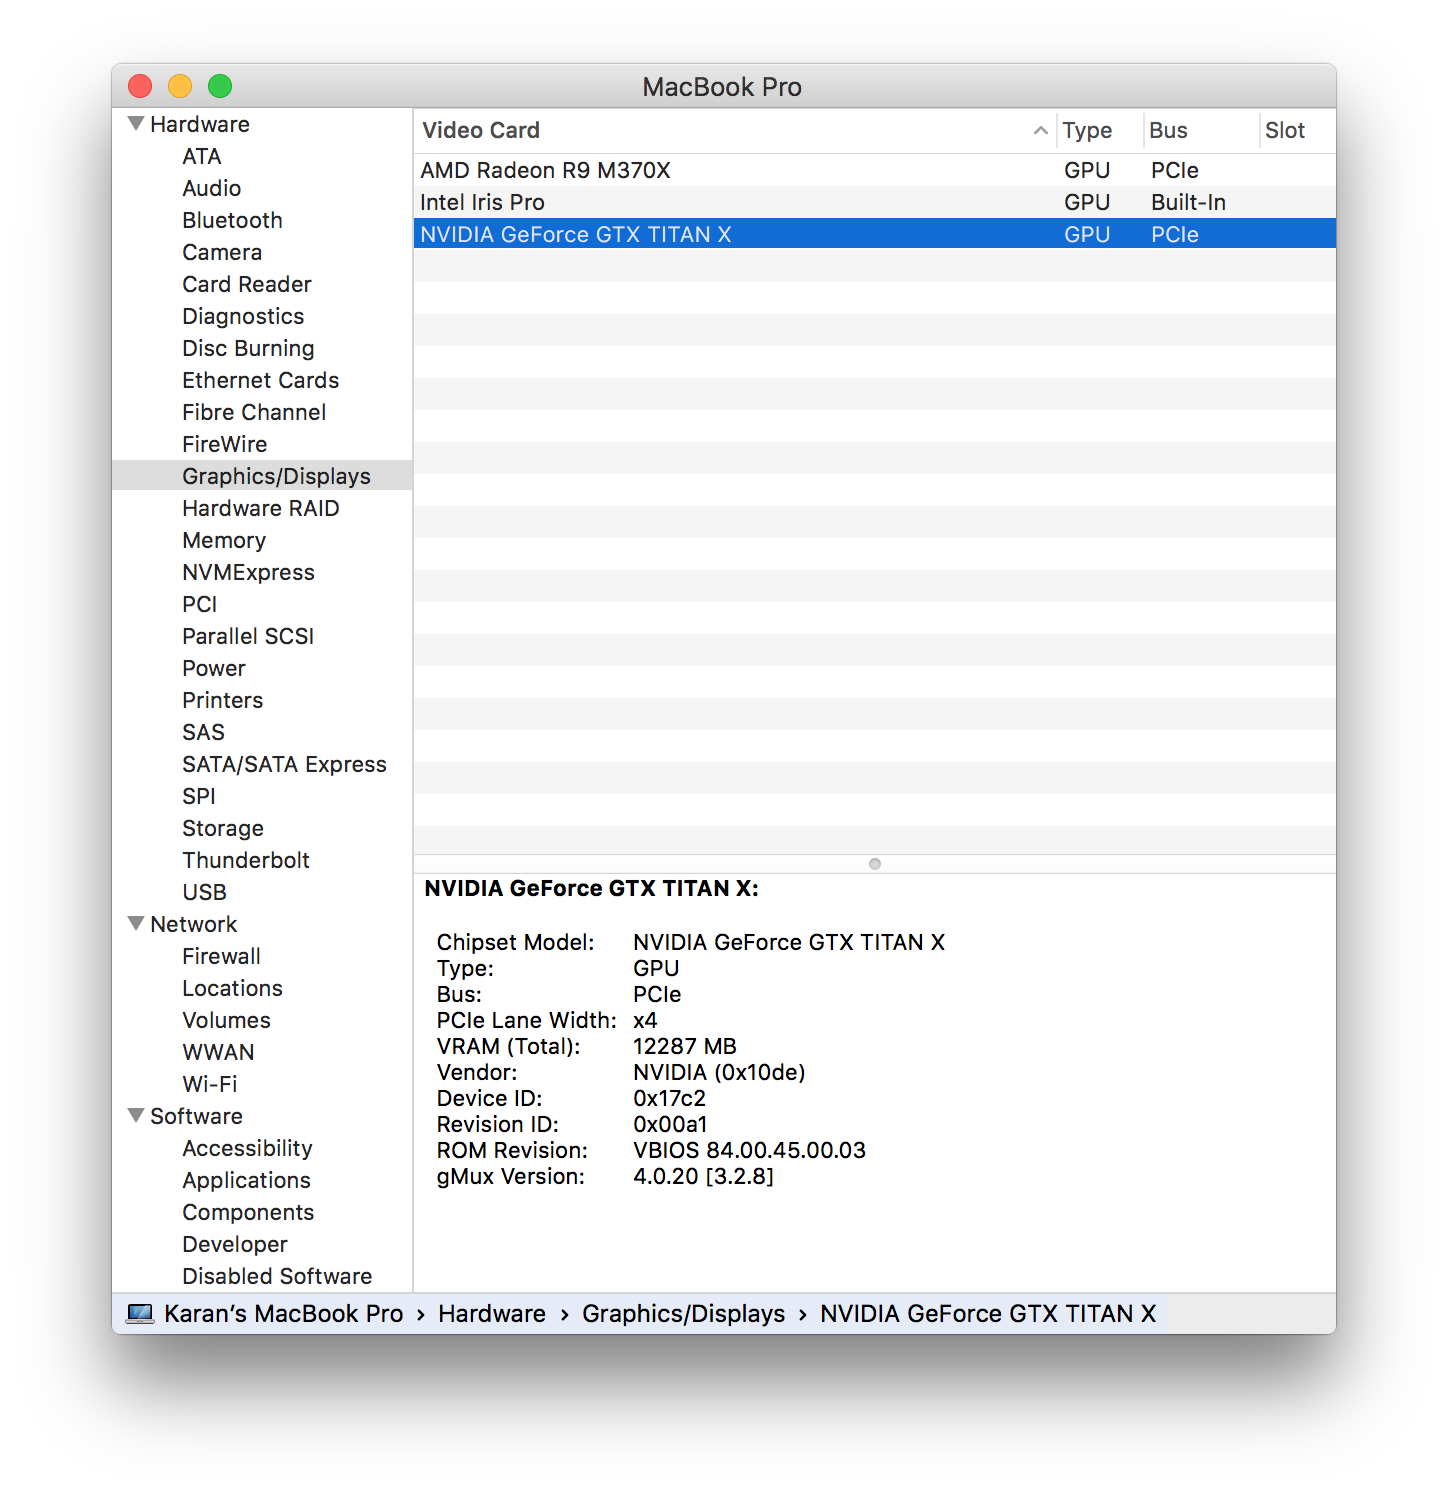 MacBook Pro
Hardware
ATA
Audio
Bluetooth
Camera
Card Reader
Diagnostics
Disc Burning
Ethernet Cards
Fibre Channel
FireWire
Graphics/Displays
Hardware RAID
Memory
NVMExpress
PCI
Parallel SCSI
Power
Printers
SAS
SATA/SATA Express
SPI
Storage
Thunderbolt
USB
Network
Firewall
Locations
Volumes
WWAN
Wi-Fi
Software
Accessibility
Applications
Components
Developer
Disabled Software
Video Card Type Bus Slot
AMD Radeon R9 M370X GPU PCIe
Intel Iris Pro GPU Built-In
NVIDIA GeForce GTX TITAN X GPU PCIe
NVIDIA GeForce GTX TITAN X:
Chipset Model: NVIDIA GeForce GTX TITAN X
Type: GPU
Bus: PCIe
PCIe Lane Width: x4
VRAM (Total): 12287 MB
Vendor: NVIDIA (0x10de)
Device ID: 0x17c2
Revision ID: 0x00a1
ROM Revision: VBIOS 84.00.45.00.03
gMux Version: 4.0.20 [3.2.8]
Karan's MacBook Pro › Hardware › Graphics/Displays › NVIDIA GeForce GTX TITAN X